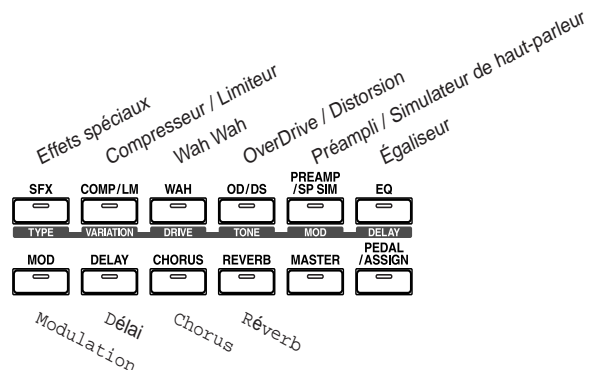 Effets spéciaux
Compresseur / Limiteur
Wah Wah
OverDrive / Distorsion
Préampli / Simulateur de haut-parleur
Égaliseur
SFX COMP/LM WAH OD/DS PREAMP /SP SIM EQ
TYPE VARIATION DRIVE TONE MOD DELAY
MOD DELAY CHORUS REVERB MASTER PEDAL /ASSIGN
Modulation
Délai
Chorus
Réverb